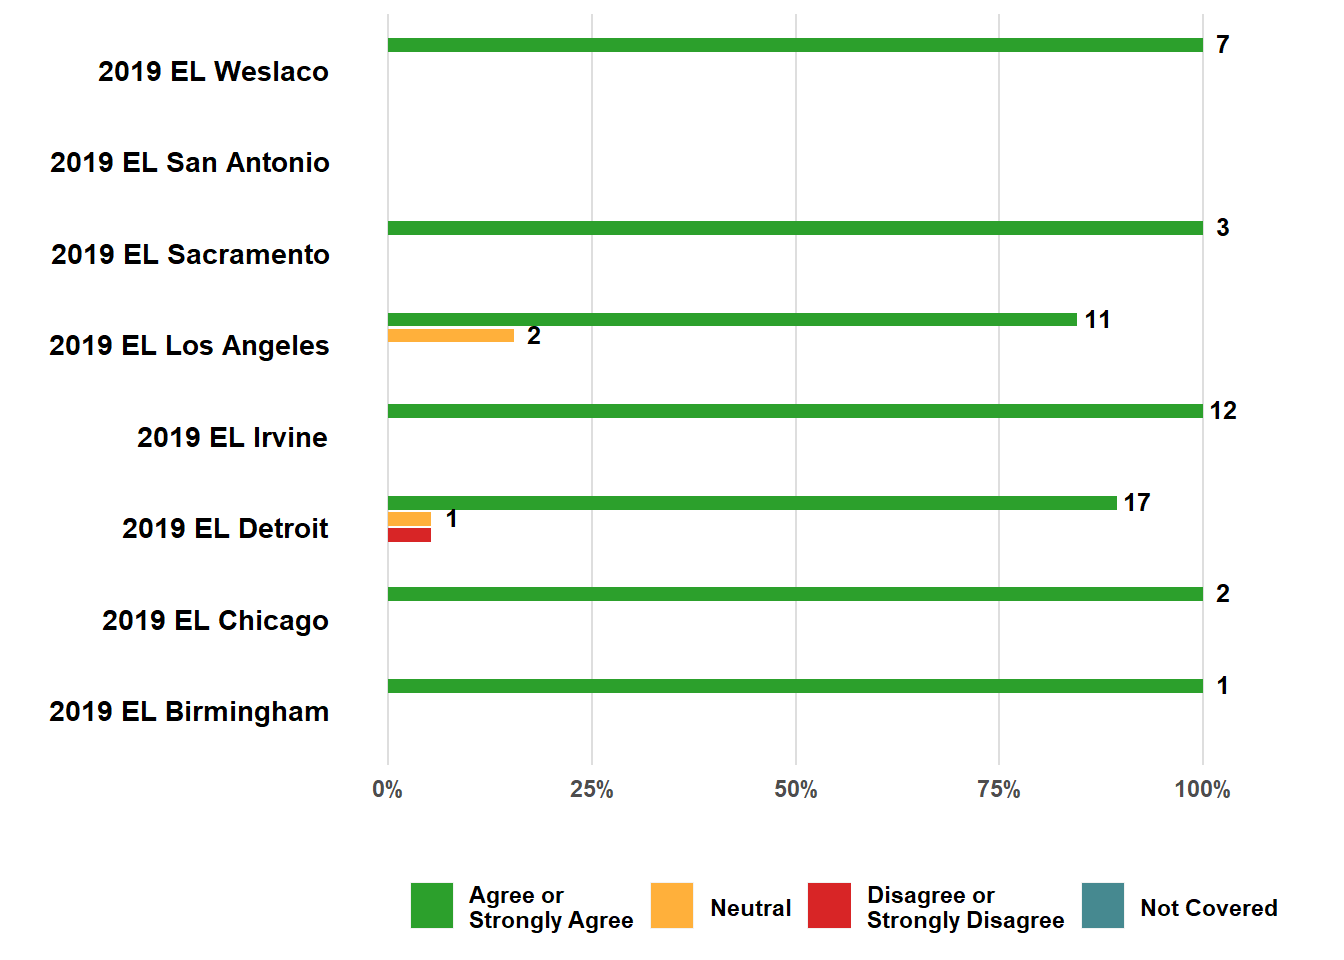 7
2019 EL Weslaco
2019 EL San Antonio
3
2019 EL Sacramento
11
2
2019 EL Los Angeles
12
2019 EL Irvine
17
1
2019 EL Detroit
2
2019 EL Chicago
1
2019 EL Birmingham
0% 25% 50% 75% 100%
Agree or
Strongly Agree
Neutral
Disagree or
Strongly Disagree
Not Covered